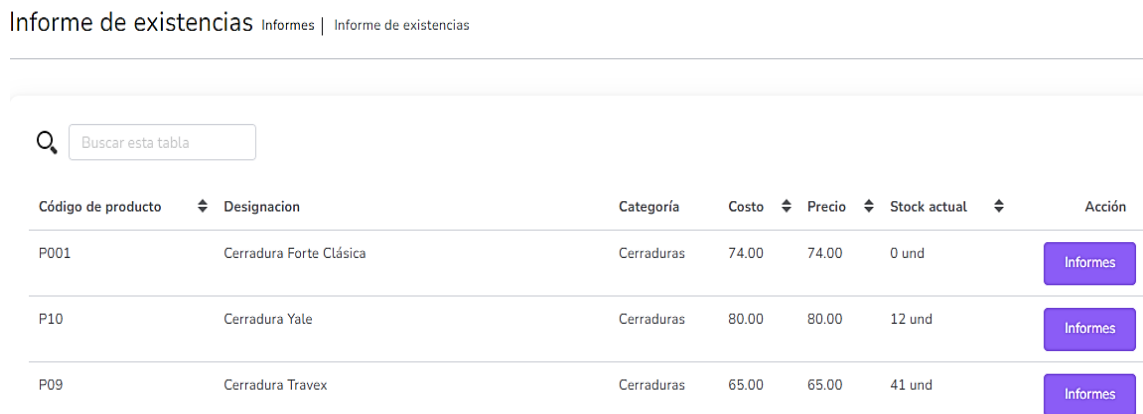 Informe de existencias Informes | Informe de existencias
Buscar esta tabla
Código de producto Designacion Categoría Costo Precio Stock actual Acción
P001 Cerradura Forte Clásica Cerraduras 74.00 74.00 0 und Informes
P10 Cerradura Yale Cerraduras 80.00 80.00 12 und Informes
P09 Cerradura Travex Cerraduras 65.00 65.00 41 und Informes